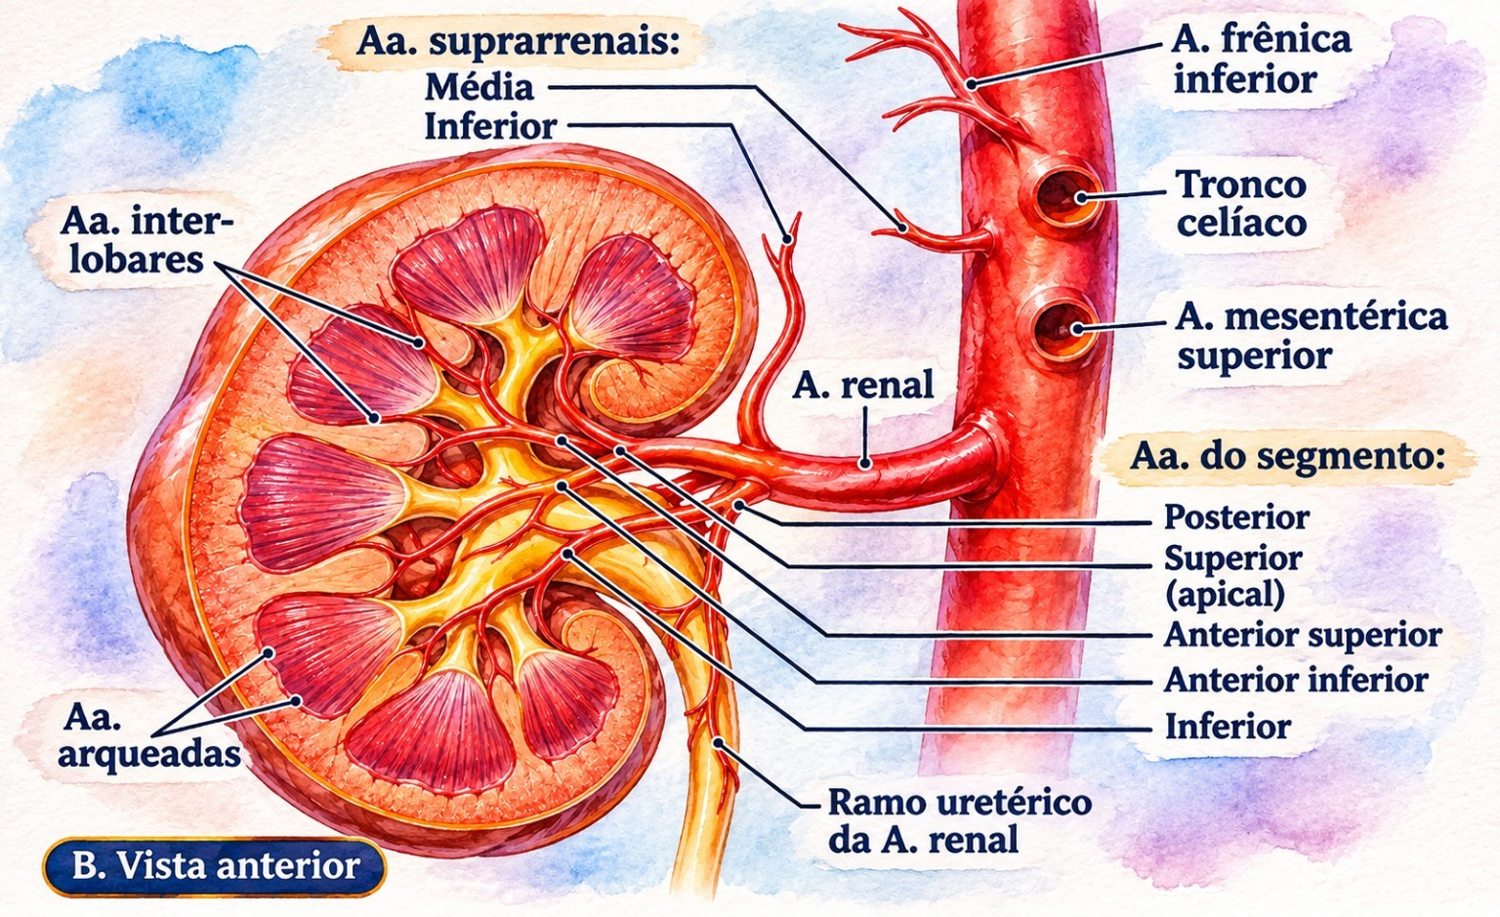 Aa. suprarrenais:
Média
Inferior
A. frênica
inferior
Tronco
celíaco
Aa. inter-
lobares
A. mesentérica
superior
A. renal
Aa. do segmento:
Posterior
Superior
(apical)
Anterior superior
Anterior inferior
Inferior
Aa.
arqueadas
Ramo uretérico
da A. renal
B. Vista anterior